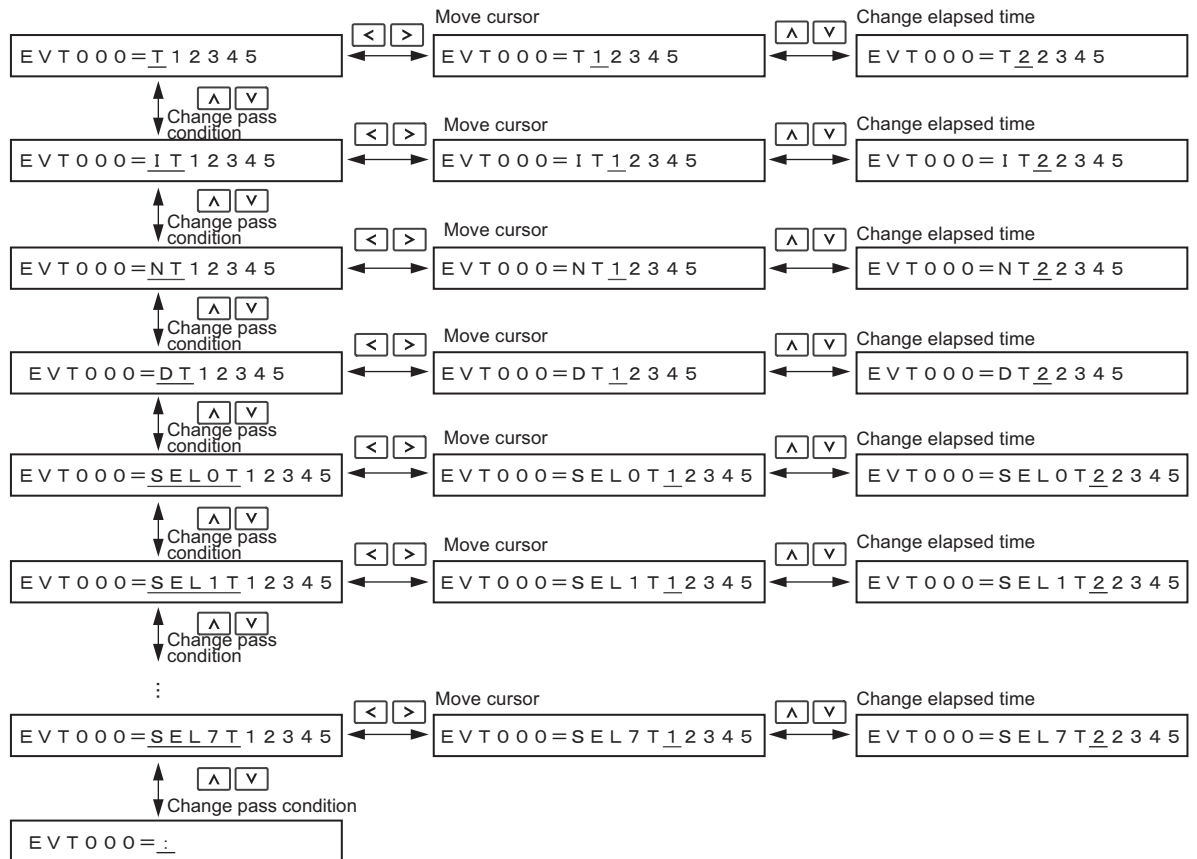 Move cursor
Change elapsed time
< >
∧ ∨
EVT000=T12345
EVT000=T12345
EVT000=T22345
∧ ∨
Change pass
condition
Move cursor
Change elapsed time
< >
∧ ∨
EVT000=IT12345
EVT000=IT12345
EVT000=IT22345
∧ ∨
Change pass
condition
Move cursor
Change elapsed time
< >
∧ ∨
EVT000=NT12345
EVT000=NT12345
EVT000=NT22345
∧ ∨
Change pass
condition
Move cursor
Change elapsed time
< >
∧ ∨
EVT000=DT12345
EVT000=DT12345
EVT000=DT22345
∧ ∨
Change pass
condition
Move cursor
Change elapsed time
< >
∧ ∨
EVT000=SEL0T12345
EVT000=SEL0T12345
EVT000=SEL0T22345
∧ ∨
Change pass
condition
Move cursor
Change elapsed time
< >
∧ ∨
EVT000=SEL1T12345
EVT000=SEL1T12345
EVT000=SEL1T22345
∧ ∨
Change pass
condition
⋮
Move cursor
Change elapsed time
< >
∧ ∨
EVT000=SEL7T12345
EVT000=SEL7T12345
EVT000=SEL7T22345
∧ ∨
Change pass condition
EVT000=: